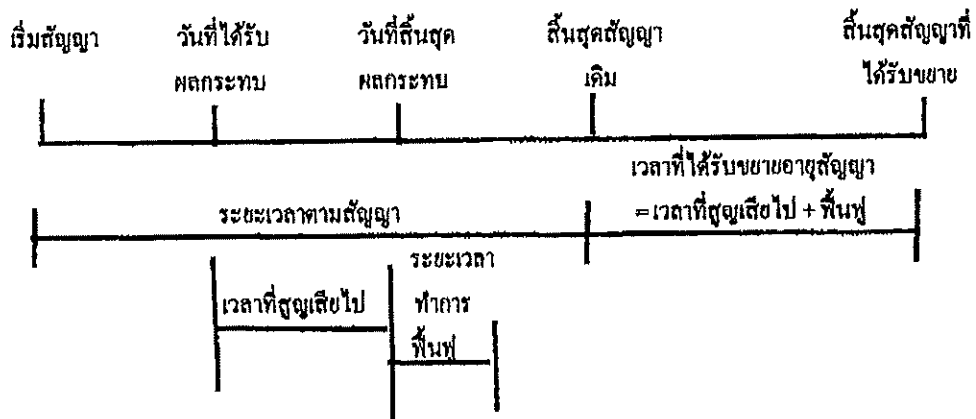 เริ่มสัญญา
วันที่ได้รับ
ผลกระทบ
วันที่สิ้นสุด
ผลกระทบ
สิ้นสุดสัญญา
เดิม
สิ้นสุดสัญญาที่
ได้รับขยาย
เวลาที่ได้รับขยายอายุสัญญา
=เวลาที่สูญเสียไป + ฟื้นฟู
ระยะเวลาตามสัญญา
เวลาที่สูญเสียไป
ระยะเวลา
ทำการ
ฟื้นฟู